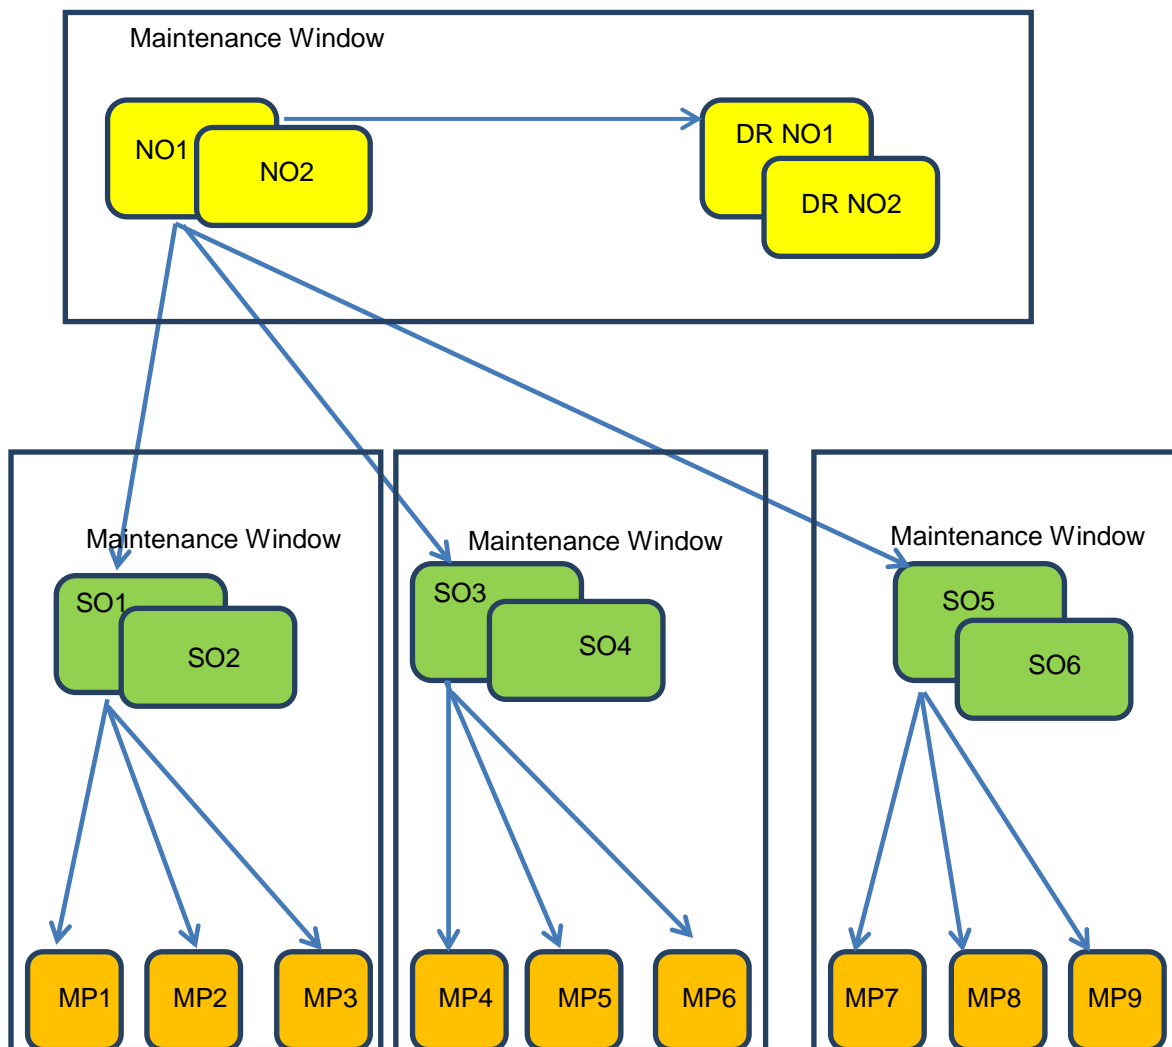 Maintenance Window
NO1
NO2
DR NO1
DR NO2
Maintenance Window
SO1
SO2
MP1
MP2
MP3
Maintenance Window
SO3
SO4
MP4
MP5
MP6
Maintenance Window
SO5
SO6
MP7
MP8
MP9